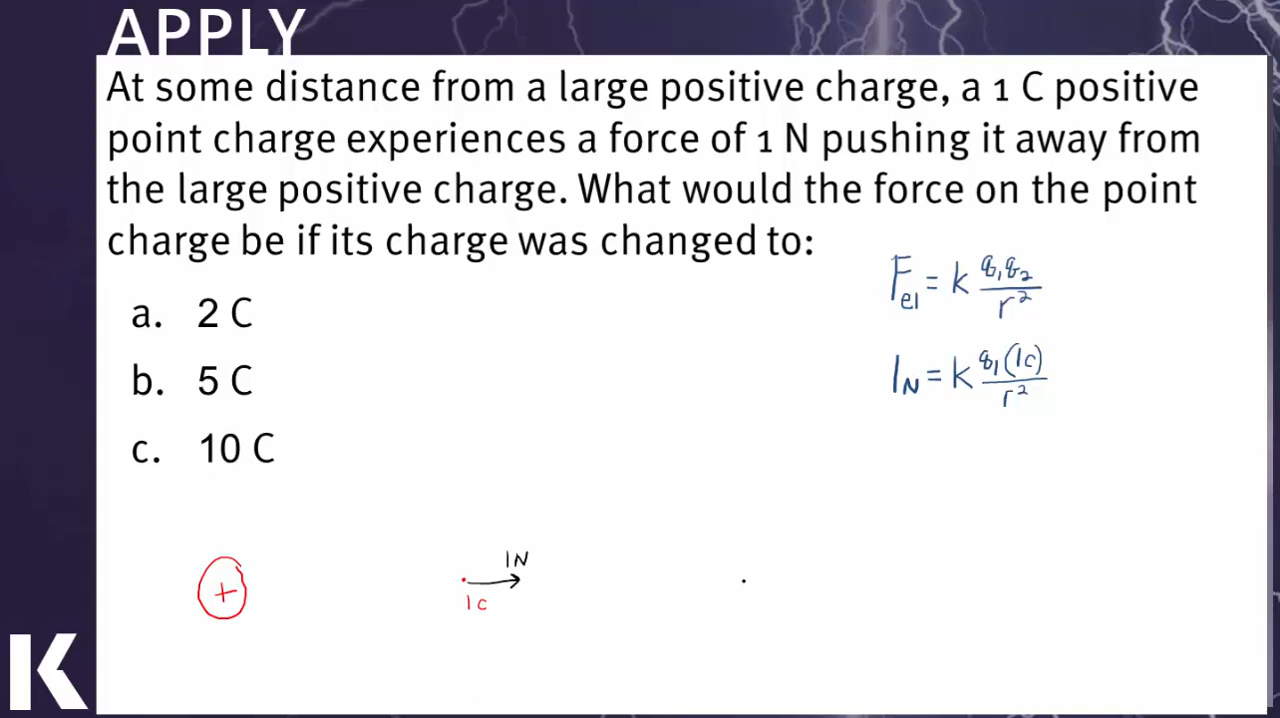 APPLY
At some distance from a large positive charge, a 1 C positive
point charge experiences a force of 1 N pushing it away from
the large positive charge. What would the force on the point
charge be if its charge was changed to:
F_el = k q₁q₂ / r²
a. 2 C
1N = k q₁(1C) / r²
b. 5 C
c. 10 C
1N
+
1C
K